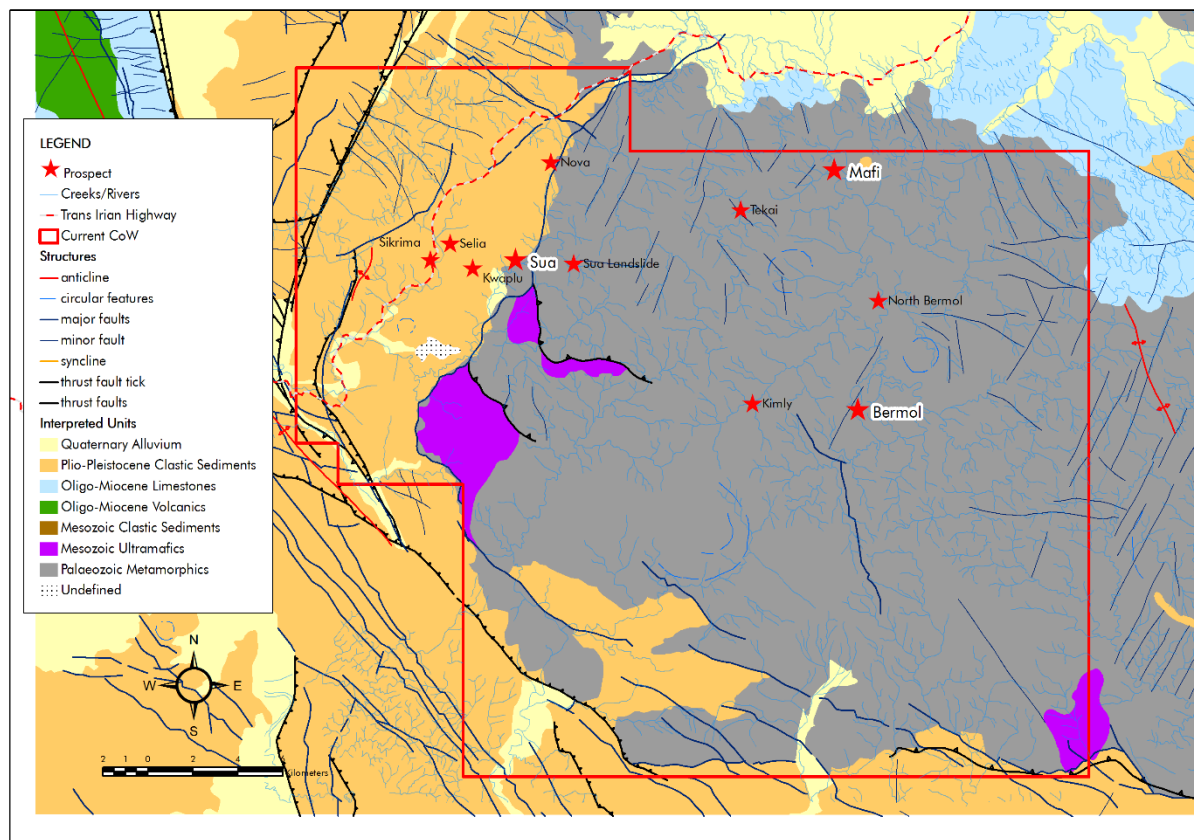 LEGEND
Prospect
Creeks/Rivers
Trans Irian Highway
Current CoW
Structures
anticline
circular features
major faults
minor fault
syncline
thrust fault tick
thrust faults
Interpreted Units
Quaternary Alluvium
Plio-Pleistocene Clastic Sediments
Oligo-Miocene Limestones
Oligo-Miocene Volcanics
Mesozoic Clastic Sediments
Mesozoic Ultramafics
Palaeozoic Metamorphics
Undefined
Nova
Mafi
Tekai
Sikrima
Selia
Sua
Sua Landslide
Kwaplu
North Bermol
Kimly
Bermol
N
W E
S
2 1 0 2 4
Kilometers